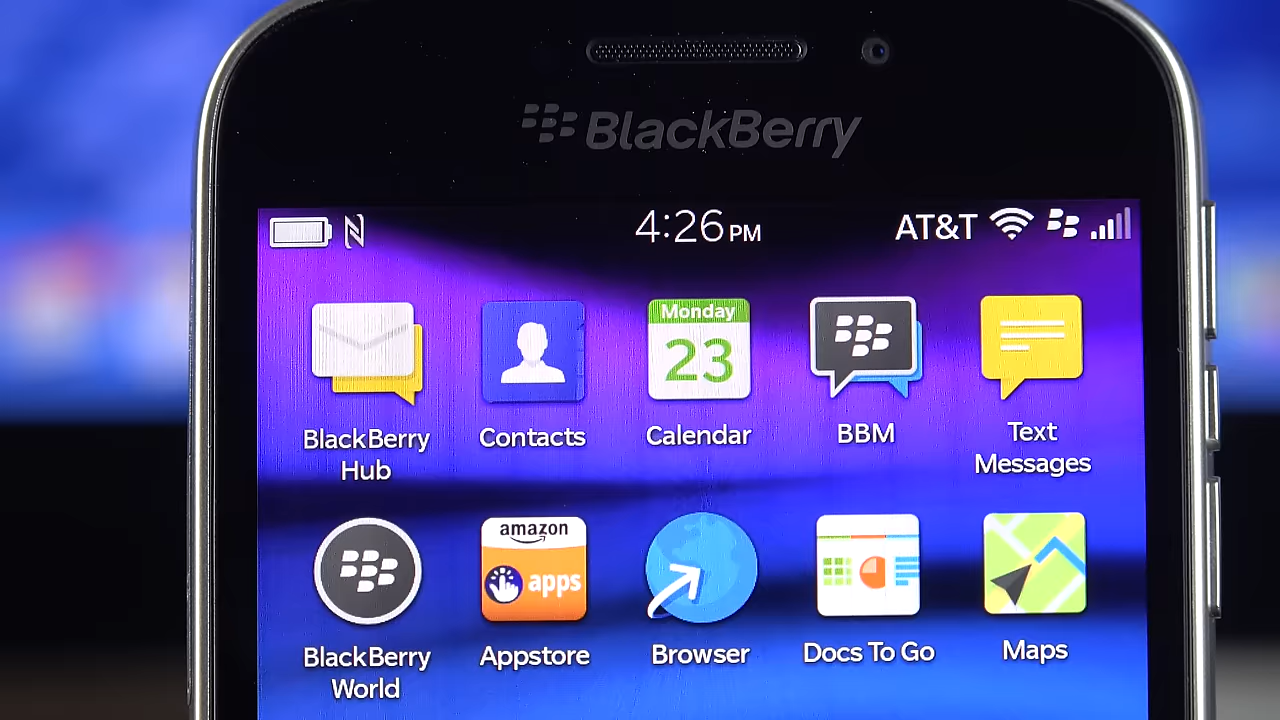 BlackBerry
4:26 PM
AT&T
Monday
23
BlackBerry Hub
Contacts
Calendar
BBM
Text Messages
amazon
apps
BlackBerry World
Appstore
Browser
Docs To Go
Maps